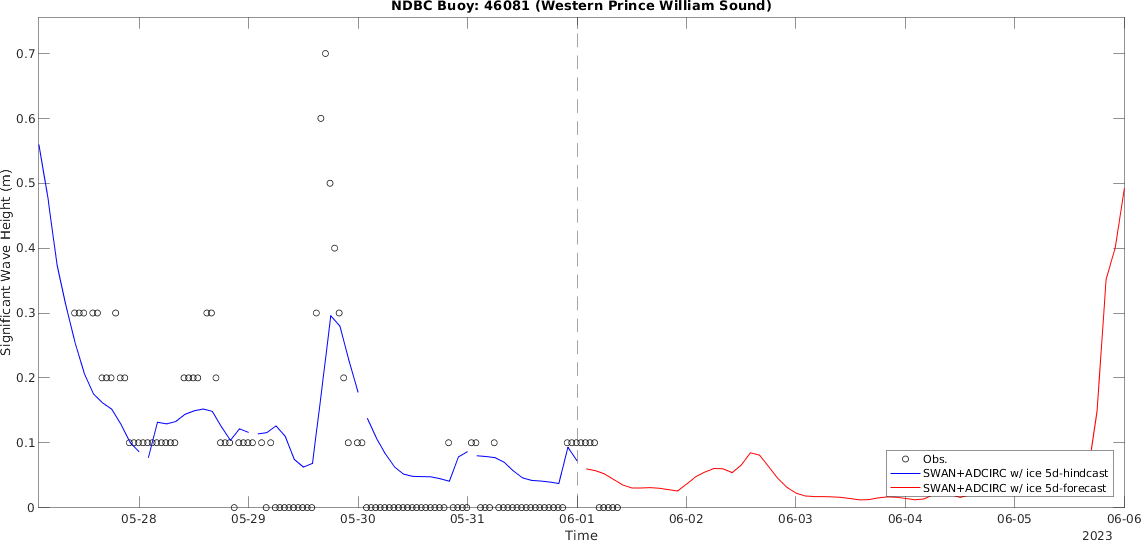 NDBC Buoy: 46081 (Western Prince William Sound)
0.7
0.6
0.5
0.4
0.3
0.2
0.1
0
Significant Wave Height (m)
Obs.
SWAN+ADCIRC w/ ice 5d-hindcast
SWAN+ADCIRC w/ ice 5d-forecast
05-28 05-29 05-30 05-31 06-01 06-02 06-03 06-04 06-05 06-06
Time
2023